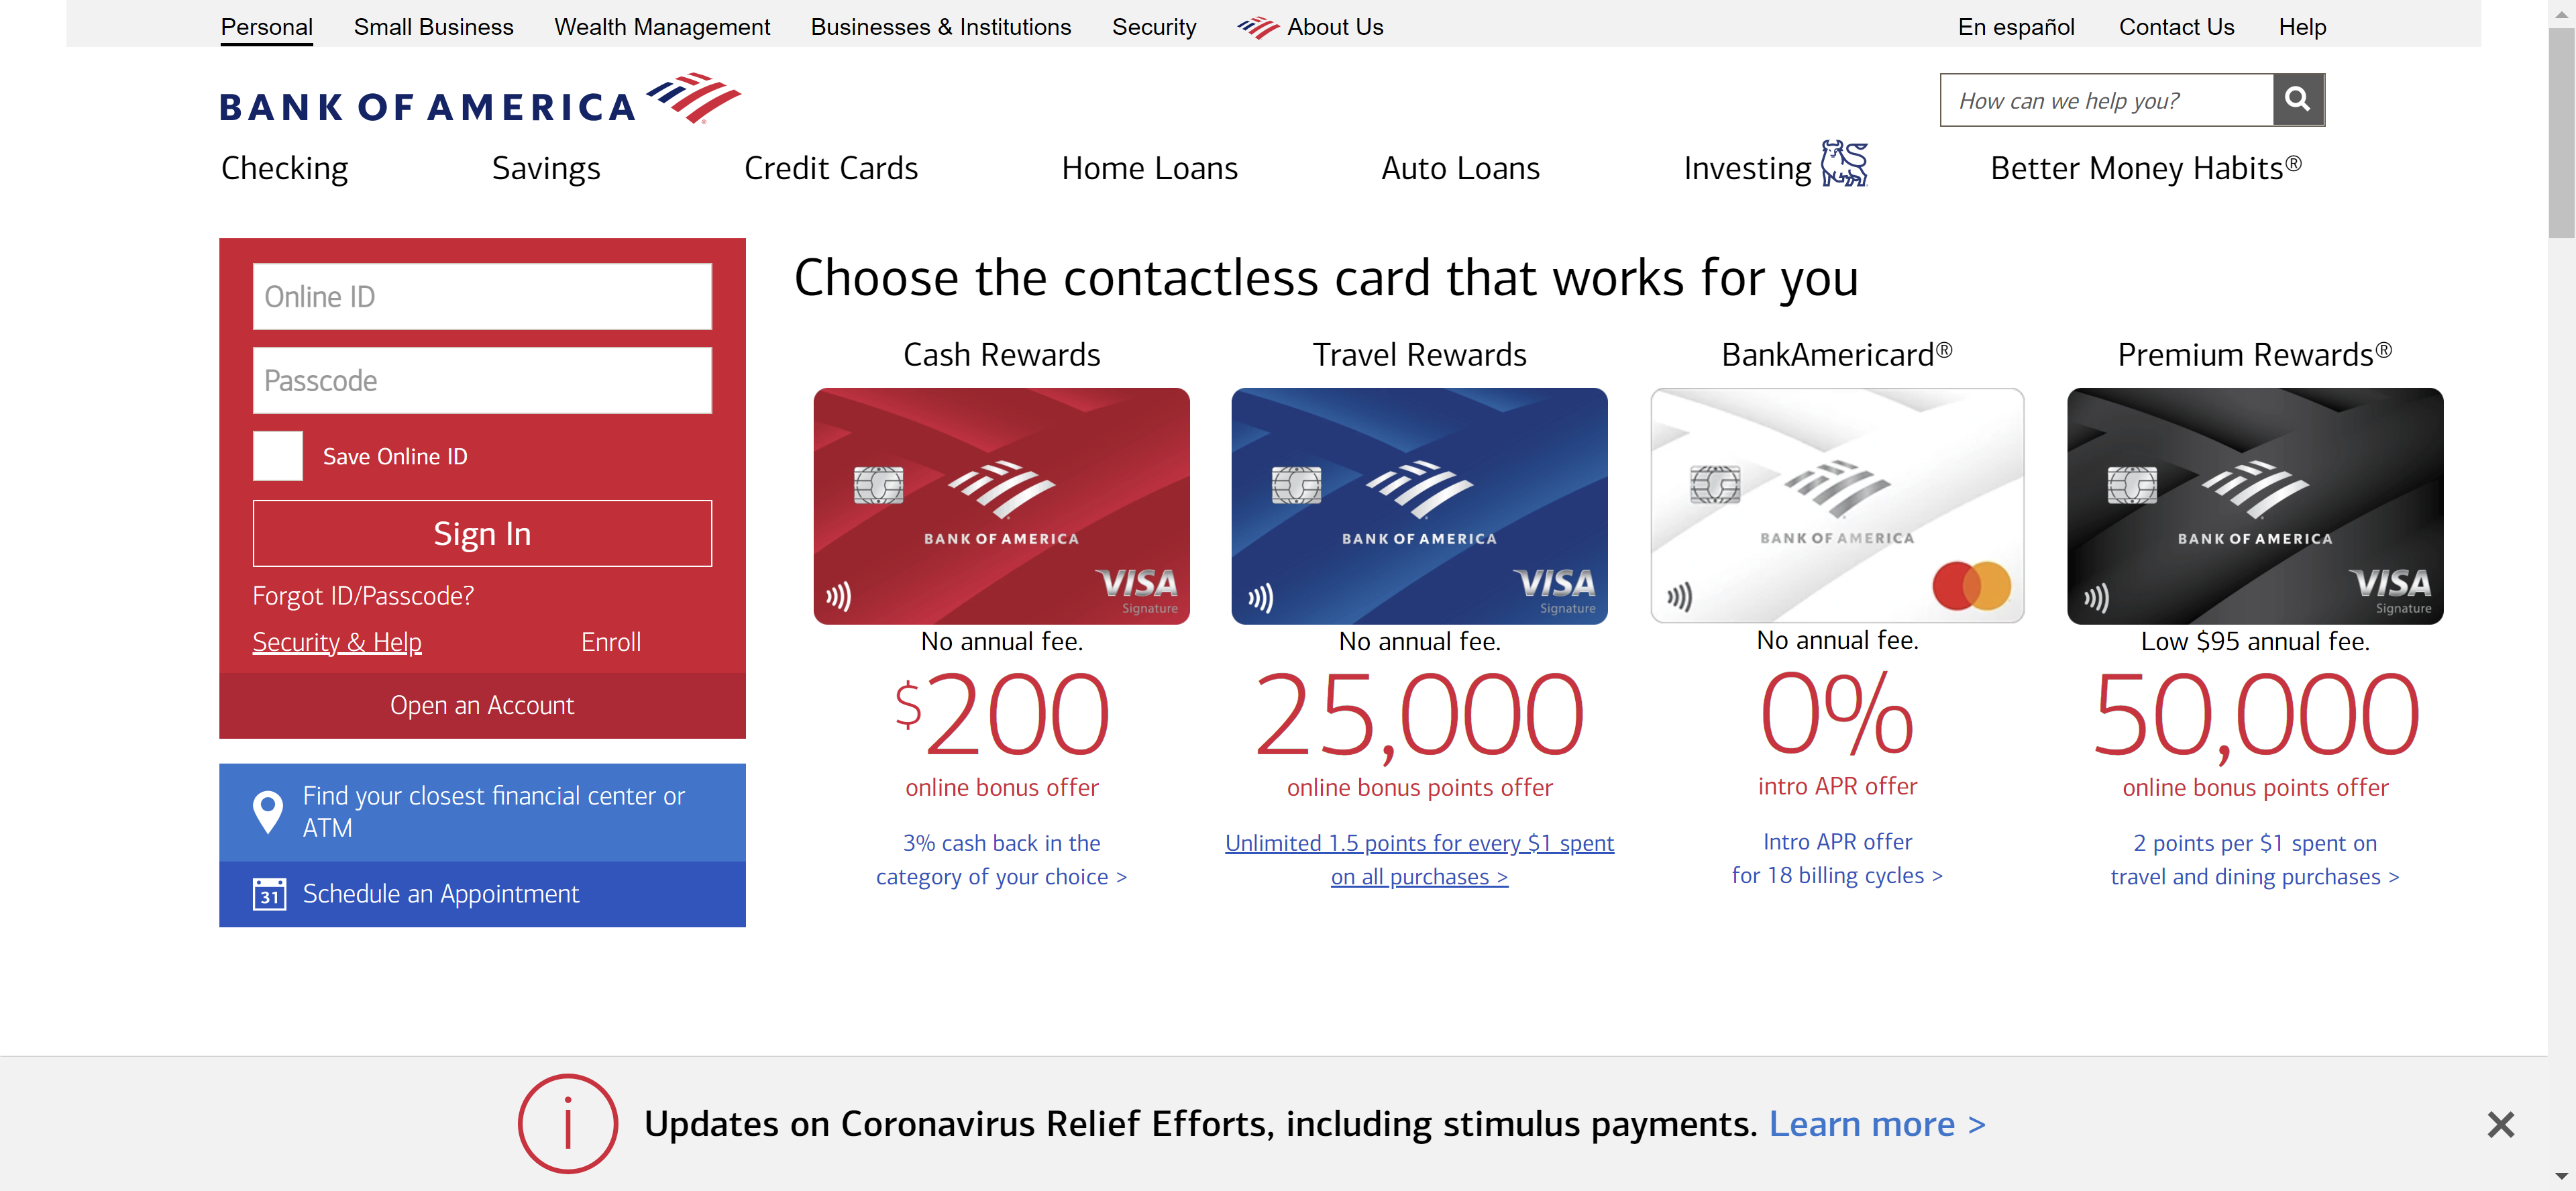 Personal Small Business Wealth Management Businesses & Institutions Security About Us En español Contact Us Help
BANK OF AMERICA
How can we help you?
Checking Savings Credit Cards Home Loans Auto Loans Investing Better Money Habits®
Online ID
Passcode
Save Online ID
Sign In
Forgot ID/Passcode?
Security & Help Enroll
Open an Account
Find your closest financial center or
ATM
31 Schedule an Appointment
Choose the contactless card that works for you
Cash Rewards
BANK OF AMERICA
VISA
Signature
No annual fee.
$200
online bonus offer
3% cash back in the
category of your choice >
Travel Rewards
BANK OF AMERICA
VISA
Signature
No annual fee.
25,000
online bonus points offer
Unlimited 1.5 points for every $1 spent
on all purchases >
BankAmericard®
BANK OF AMERICA
No annual fee.
0%
intro APR offer
Intro APR offer
for 18 billing cycles >
Premium Rewards®
BANK OF AMERICA
VISA
Signature
Low $95 annual fee.
50,000
online bonus points offer
2 points per $1 spent on
travel and dining purchases >
Updates on Coronavirus Relief Efforts, including stimulus payments. Learn more >